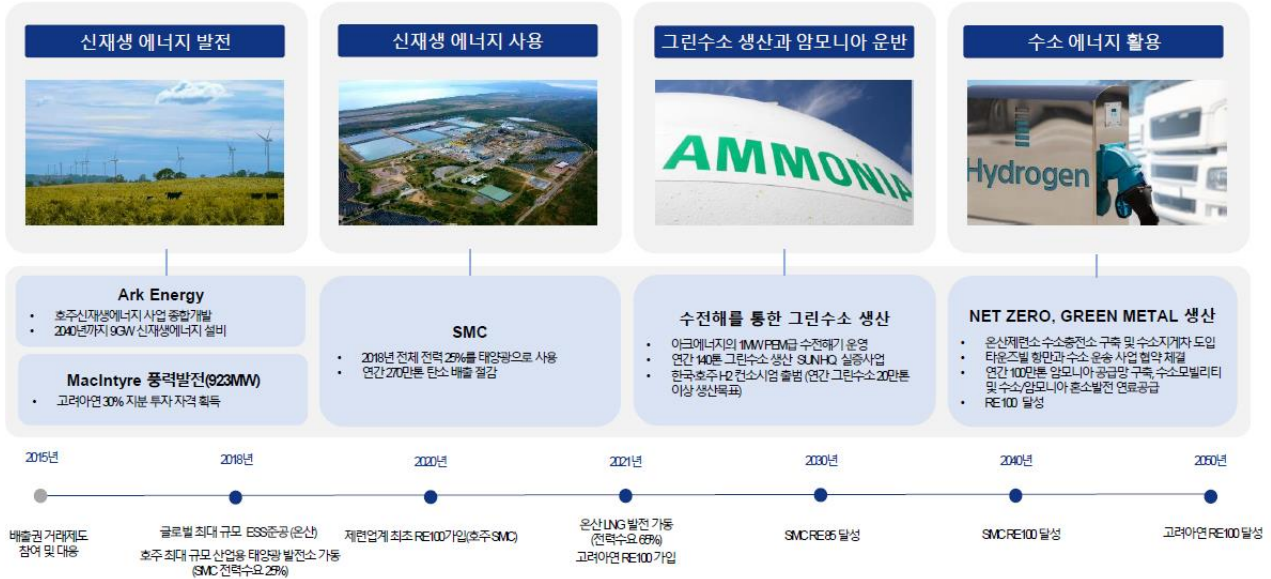 신재생 에너지 발전
신재생 에너지 사용
그린수소 생산과 암모니아 운반
수소 에너지 활용
AMMONIA
Hydrogen
Ark Energy
• 호주신재생에너지 사업 종합개발
• 2040년까지 9GW 신재생에너지 설비
MacIntyre 풍력발전(923MW)
• 고려아연 30% 지분 투자 자격 획득
SMC
• 2018년 전체 전력 25%를 태양광으로 사용
• 연간 270만톤 탄소 배출 절감
수전해를 통한 그린수소 생산
• 아크에너지의 1MW PEM급 수전해기 운영
• 연간 140톤 그린수소 생산 SUNHQ 실증사업
• 한국·호주 H2 컨소시엄 출범 (연간 그린수소 20만톤
이상 생산목표)
NET ZERO, GREEN METAL 생산
• 온산제련소 수소충전소 구축 및 수소지게차 도입
• 타운즈빌 항만과 수소 운송 사업 협약 체결
• 연간 100만톤 암모니아 공급망 구축, 수소모빌리티
및 수소/암모니아 혼소발전 연료공급
• RE100 달성
2015년
2018년
2020년
2021년
2030년
2040년
2050년
배출권 거래제도
참여 및 대응
글로벌 최대 규모 ESS준공 (온산)
호주 최대 규모 산업용 태양광 발전소 가동
(SMC 전력수요 25%)
제련업계 최초 RE100가입(호주 SMC)
온산 LNG 발전 가동
(전력수요 65%)
고려아연 RE100 가입
SMC RE85 달성
SMC RE100 달성
고려아연 RE100 달성